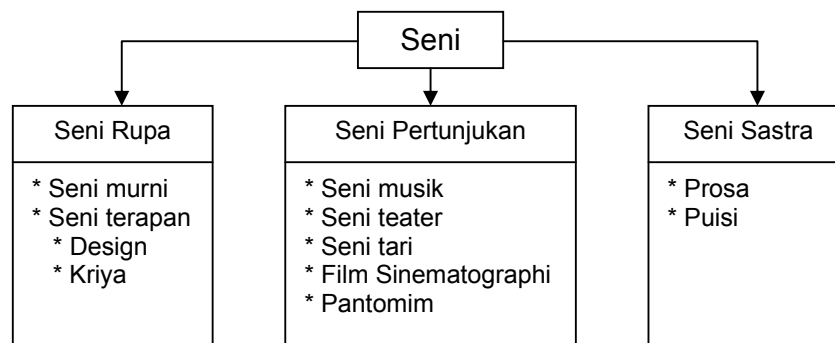 Seni
Seni Rupa
* Seni murni
* Seni terapan
* Design
* Kriya
Seni Pertunjukan
* Seni musik
* Seni teater
* Seni tari
* Film Sinematographi
* Pantomim
Seni Sastra
* Prosa
* Puisi